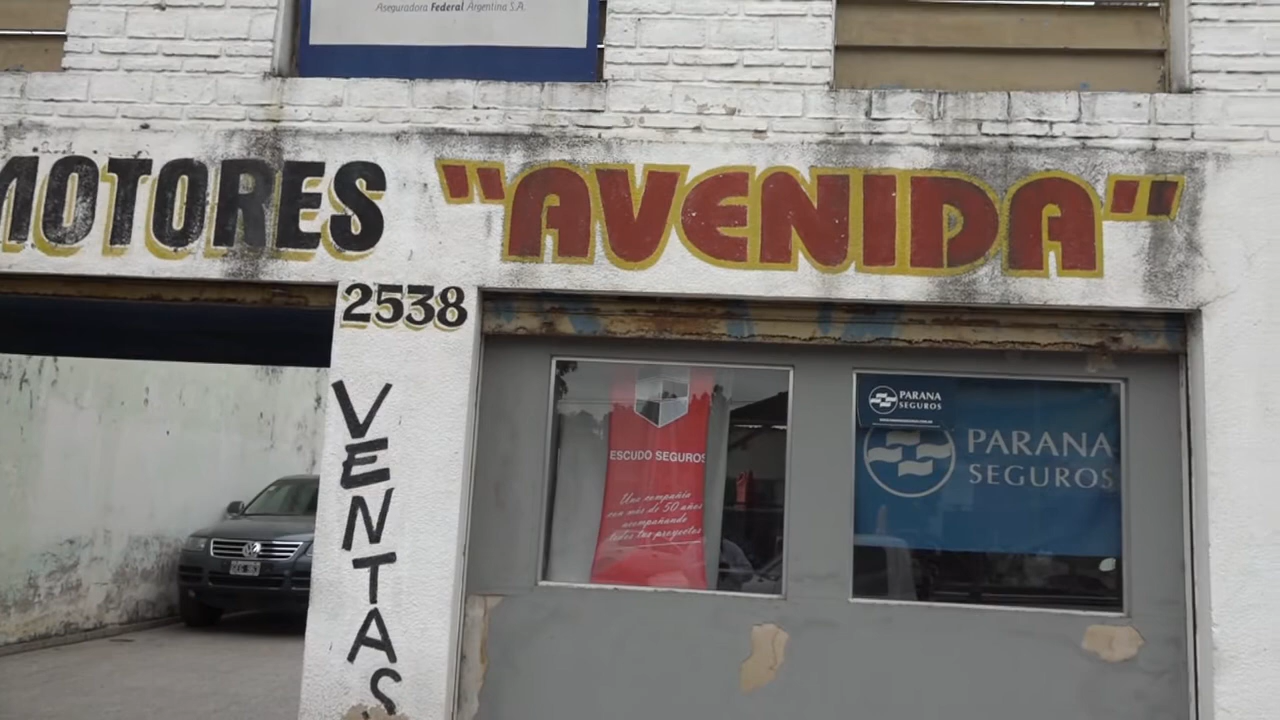 Aseguradora Federal Argentina S.A.
MOTORES "AVENIDA"
2538
VENTAS
ESCUDO SEGUROS
Una compañía
con más de 50 años
acompañando
todos tus proyectos
PARANA
SEGUROS
PARANA
SEGUROS